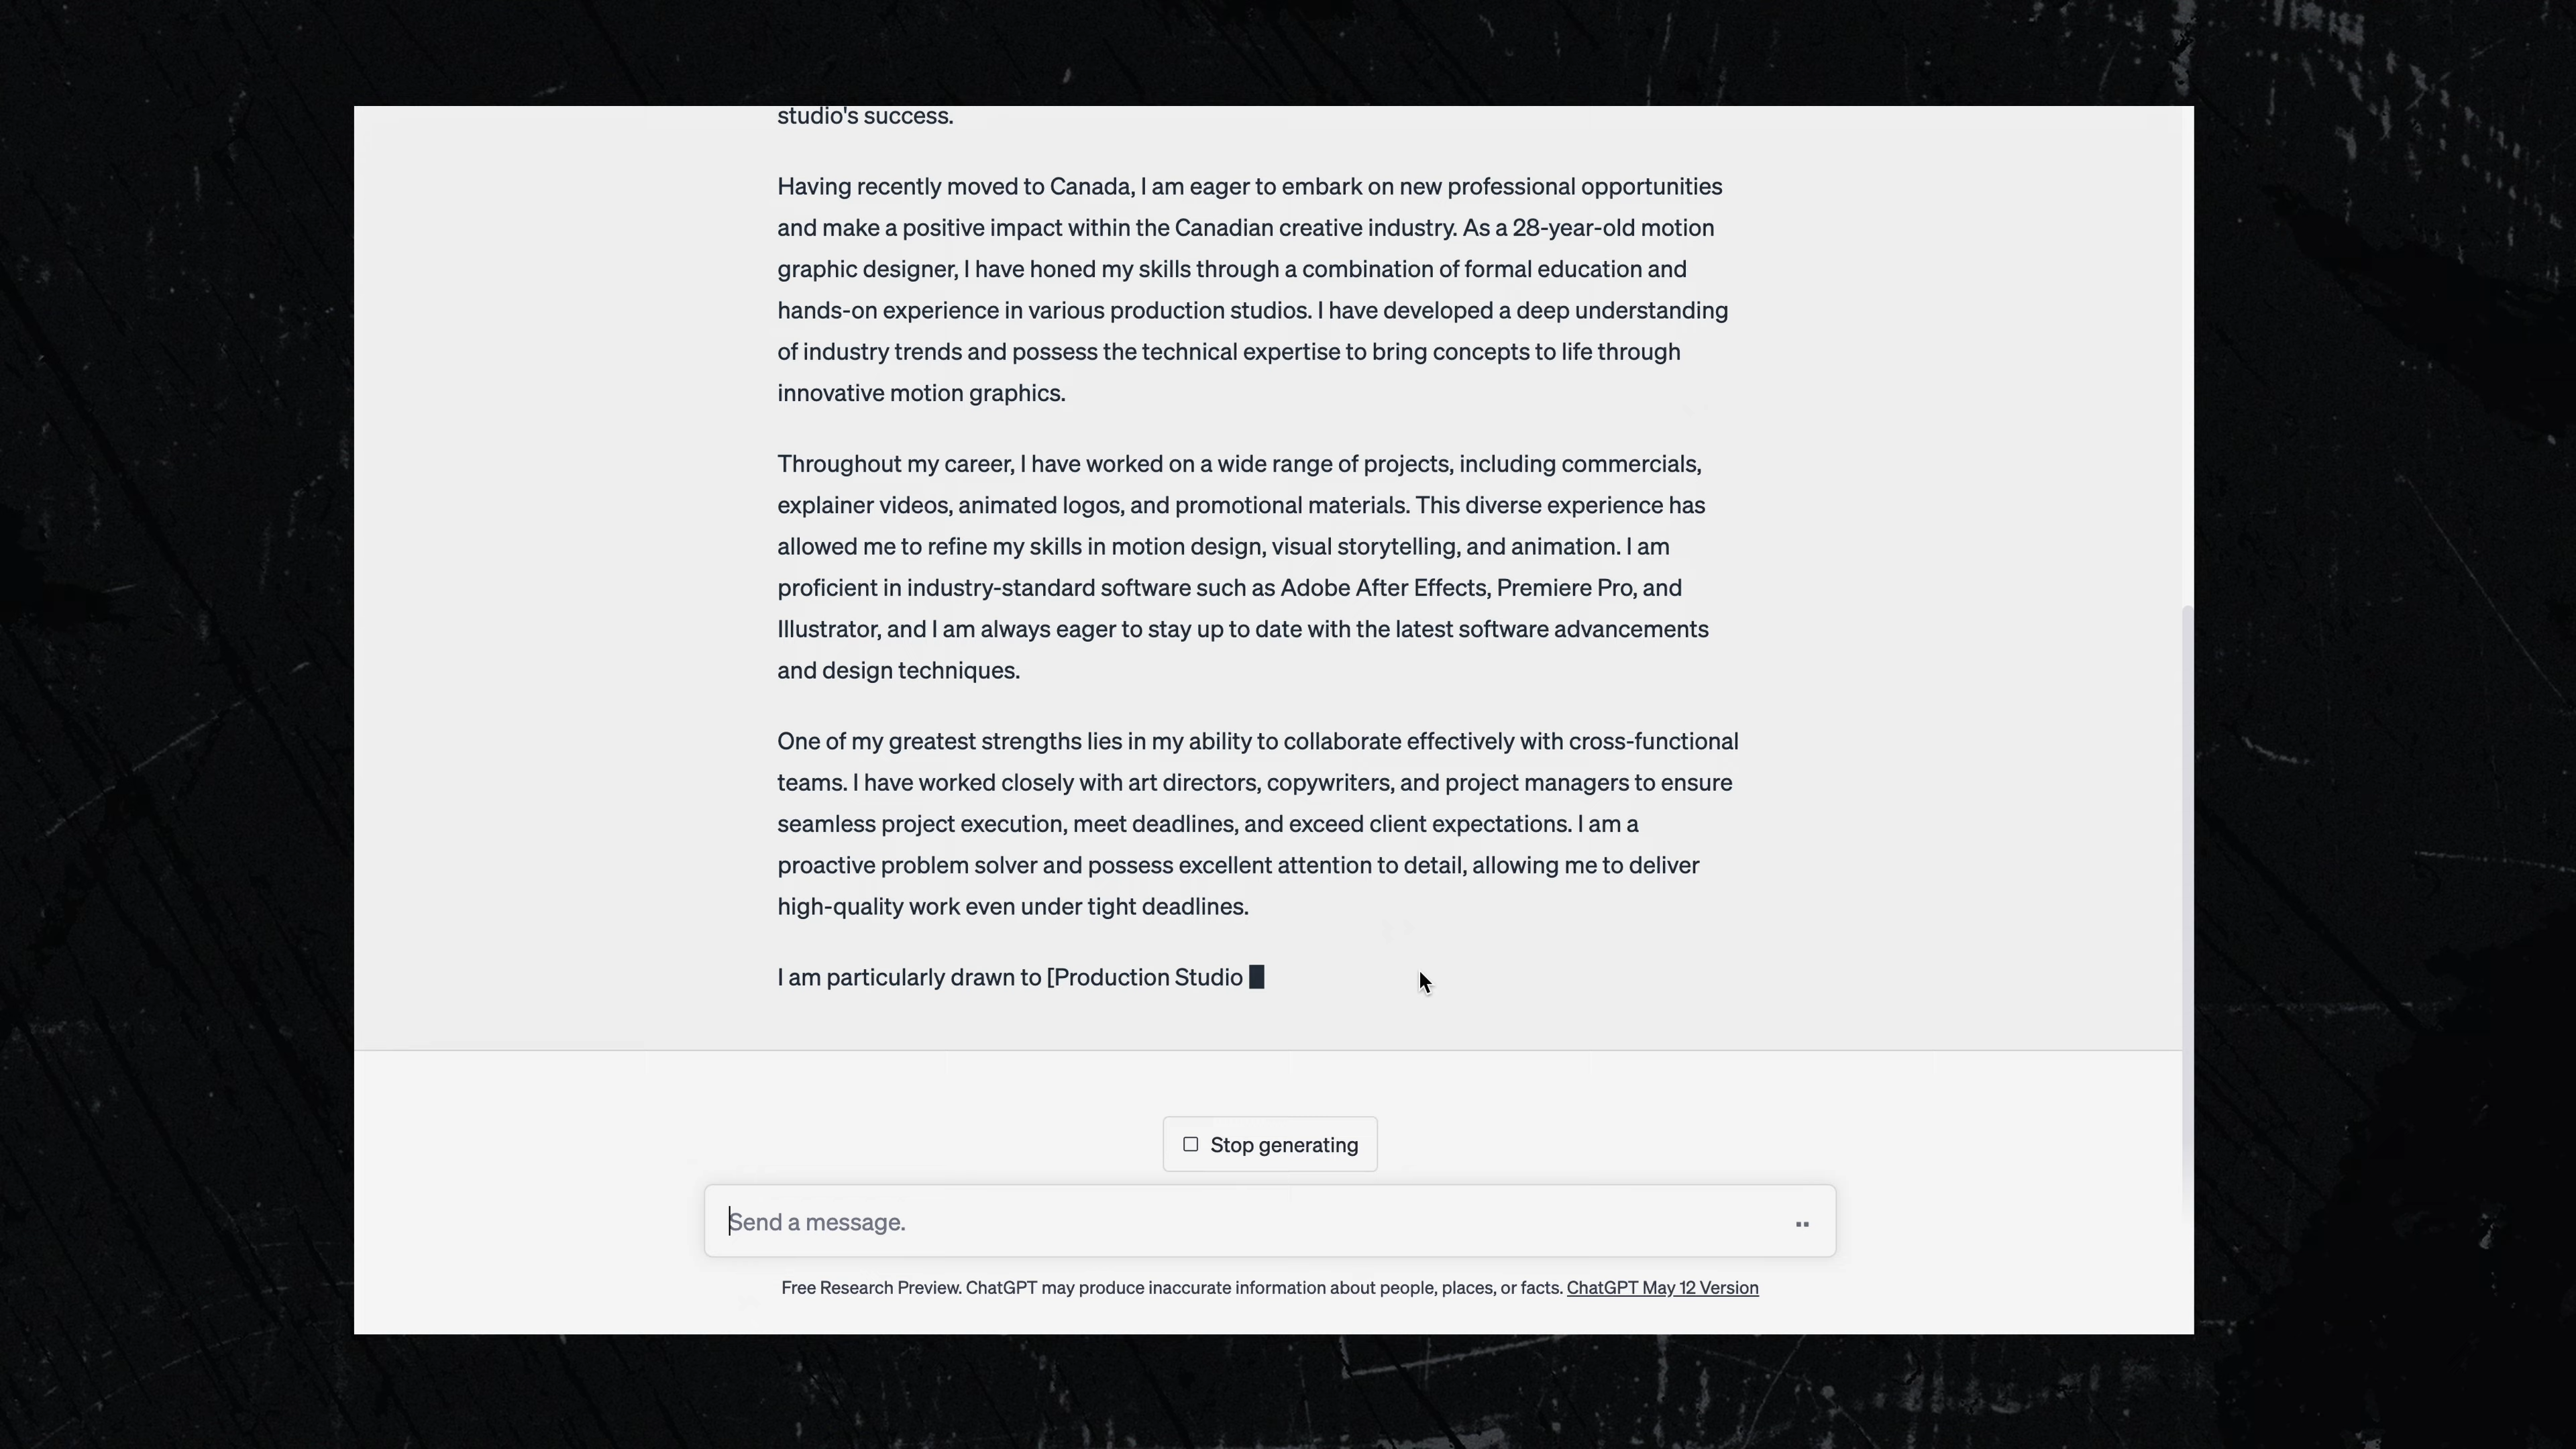 studio's success.
Having recently moved to Canada, I am eager to embark on new professional opportunities
and make a positive impact within the Canadian creative industry. As a 28-year-old motion
graphic designer, I have honed my skills through a combination of formal education and
hands-on experience in various production studios. I have developed a deep understanding
of industry trends and possess the technical expertise to bring concepts to life through
innovative motion graphics.
Throughout my career, I have worked on a wide range of projects, including commercials,
explainer videos, animated logos, and promotional materials. This diverse experience has
allowed me to refine my skills in motion design, visual storytelling, and animation. I am
proficient in industry-standard software such as Adobe After Effects, Premiere Pro, and
Illustrator, and I am always eager to stay up to date with the latest software advancements
and design techniques.
One of my greatest strengths lies in my ability to collaborate effectively with cross-functional
teams. I have worked closely with art directors, copywriters, and project managers to ensure
seamless project execution, meet deadlines, and exceed client expectations. I am a
proactive problem solver and possess excellent attention to detail, allowing me to deliver
high-quality work even under tight deadlines.
I am particularly drawn to [Production Studio
Stop generating
Send a message.
Free Research Preview. ChatGPT may produce inaccurate information about people, places, or facts. ChatGPT May 12 Version